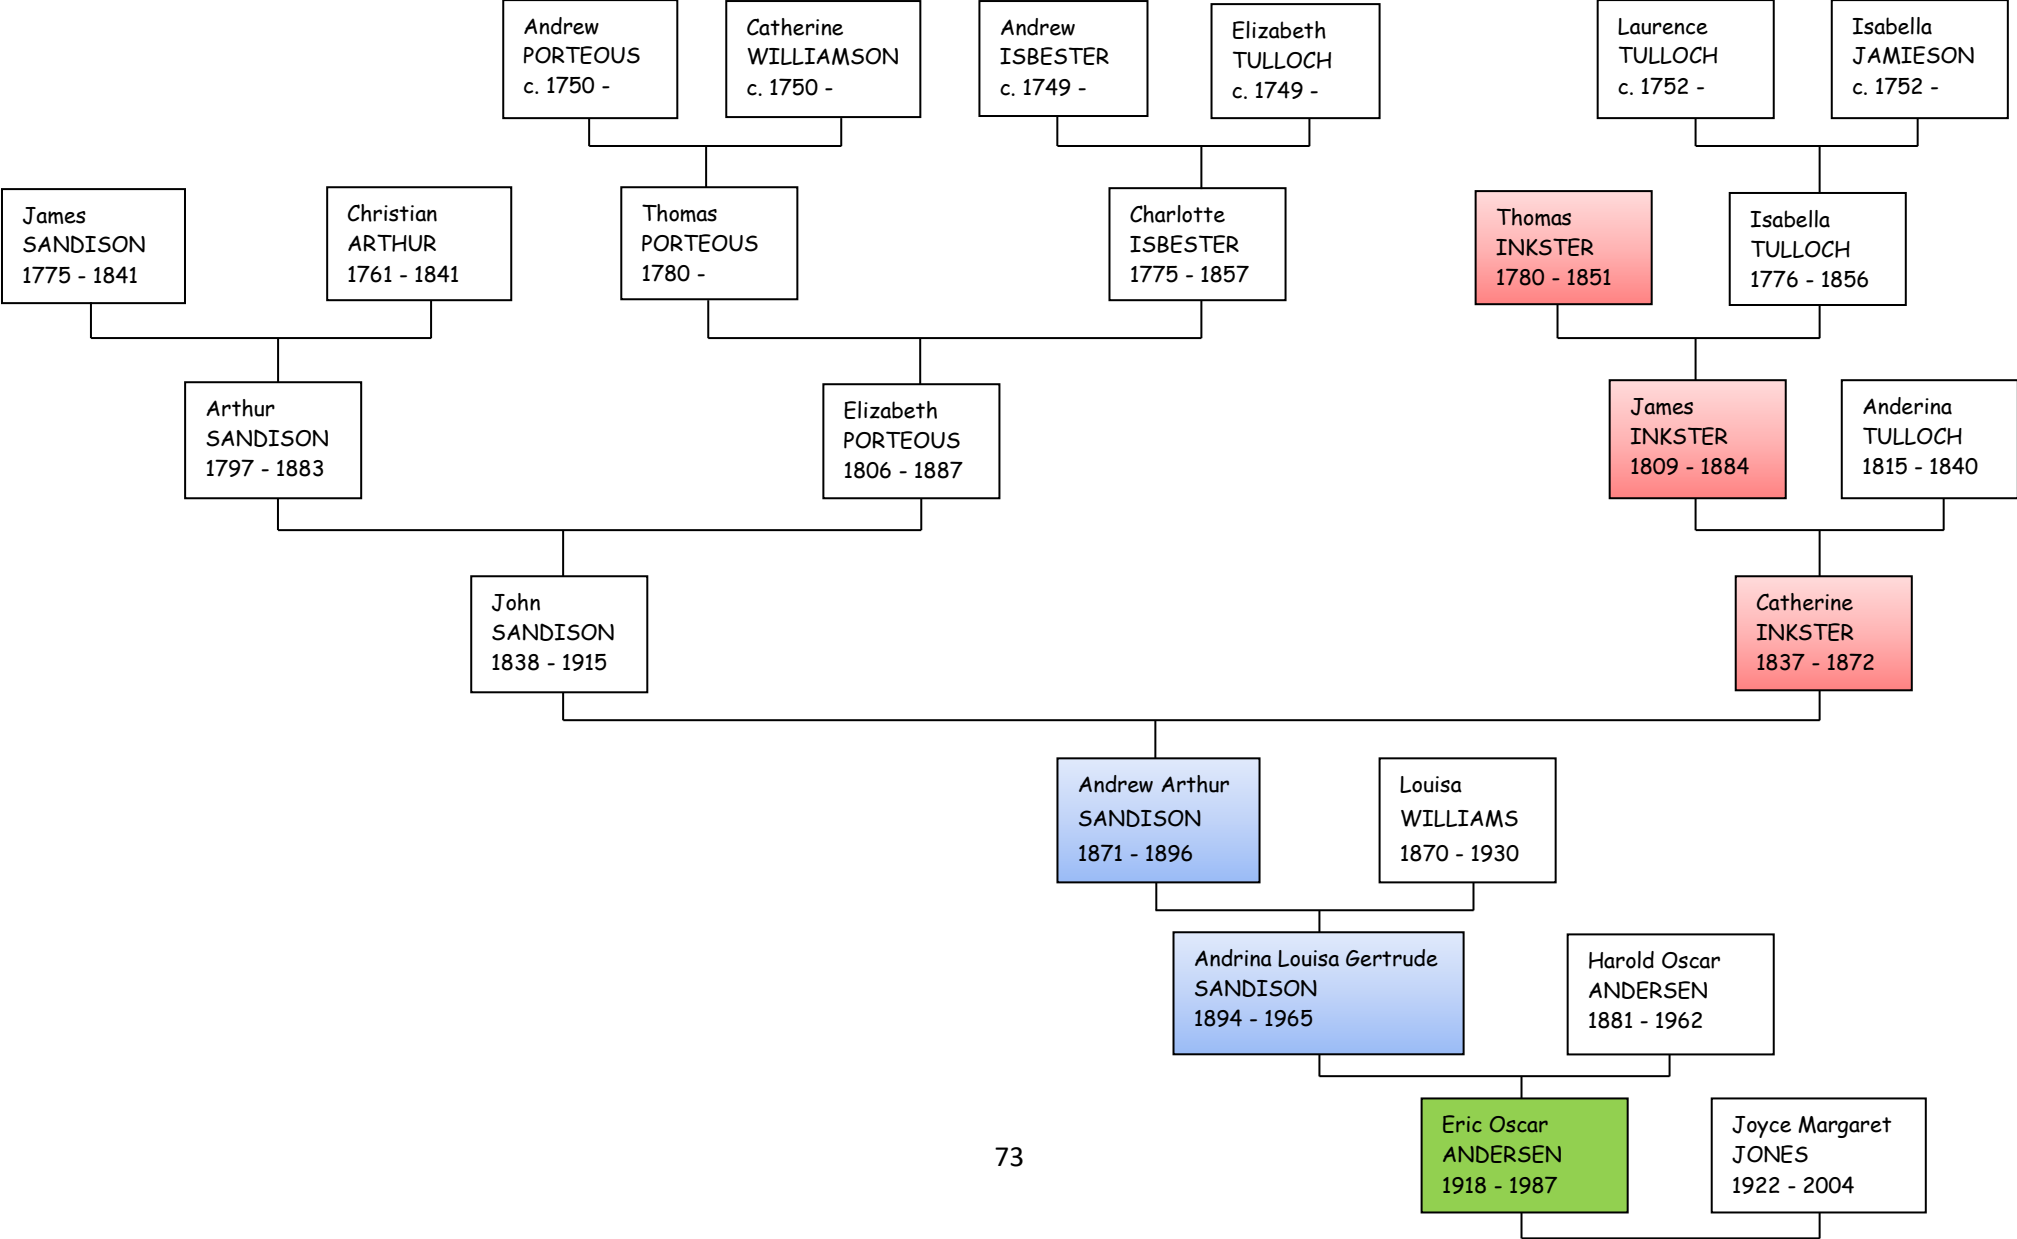 Andrew
PORTEOUS
c. 1750 -
Catherine
WILLIAMSON
c. 1750 -
Andrew
ISBESTER
c. 1749 -
Elizabeth
TULLOCH
c. 1749 -
Laurence
TULLOCH
c. 1752 -
Isabella
JAMIESON
c. 1752 -
James
SANDISON
1775 - 1841
Christian
ARTHUR
1761 - 1841
Thomas
PORTEOUS
1780 -
Charlotte
ISBESTER
1775 - 1857
Thomas
INKSTER
1780 - 1851
Isabella
TULLOCH
1776 - 1856
Arthur
SANDISON
1797 - 1883
Elizabeth
PORTEOUS
1806 - 1887
James
INKSTER
1809 - 1884
Anderina
TULLOCH
1815 - 1840
John
SANDISON
1838 - 1915
Catherine
INKSTER
1837 - 1872
Andrew Arthur
SANDISON
1871 - 1896
Louisa
WILLIAMS
1870 - 1930
Andrina Louisa Gertrude
SANDISON
1894 - 1965
Harold Oscar
ANDERSEN
1881 - 1962
Eric Oscar
ANDERSEN
1918 - 1987
Joyce Margaret
JONES
1922 - 2004
73